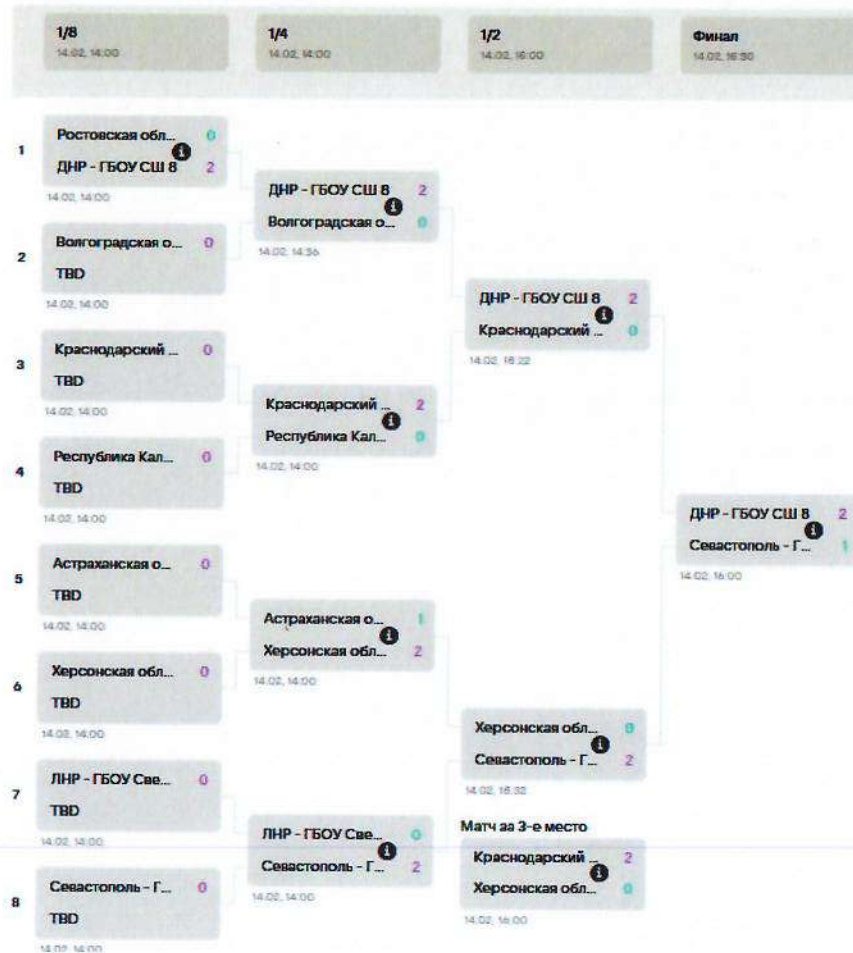 1/8
14.02, 14:00
1/4
14.02, 14:00
1/2
14.02, 16:00
Финал
14.02, 16:30
1
Ростовская обл... 0
ДНР - ГБОУ СШ 8 2
14.02, 14:00
2
Волгоградская о... 0
TBD
14.02, 14:00
3
Краснодарский ... 0
TBD
14.02, 14:00
4
Республика Кал... 0
TBD
14.02, 14:00
5
Астраханская о... 0
TBD
14.02, 14:00
6
Херсонская обл... 0
TBD
14.02, 14:00
7
ЛНР - ГБОУ Све... 0
TBD
14.02, 14:00
8
Севастополь - Г... 0
TBD
14.02, 14:00
ДНР - ГБОУ СШ 8 2
Волгоградская о... 0
14.02, 14:36
Краснодарский ... 2
Республика Кал... 0
14.02, 14:00
Астраханская о... 1
Херсонская обл... 2
14.02, 14:00
ЛНР - ГБОУ Све... 0
Севастополь - Г... 2
14.02, 14:00
ДНР - ГБОУ СШ 8 2
Краснодарский ... 0
14.02, 16:22
Херсонская обл... 0
Севастополь - Г... 2
14.02, 16:32
Матч за 3-е место
Краснодарский ... 2
Херсонская обл... 0
14.02, 16:00
ДНР - ГБОУ СШ 8 2
Севастополь - Г... 1
14.02, 16:00